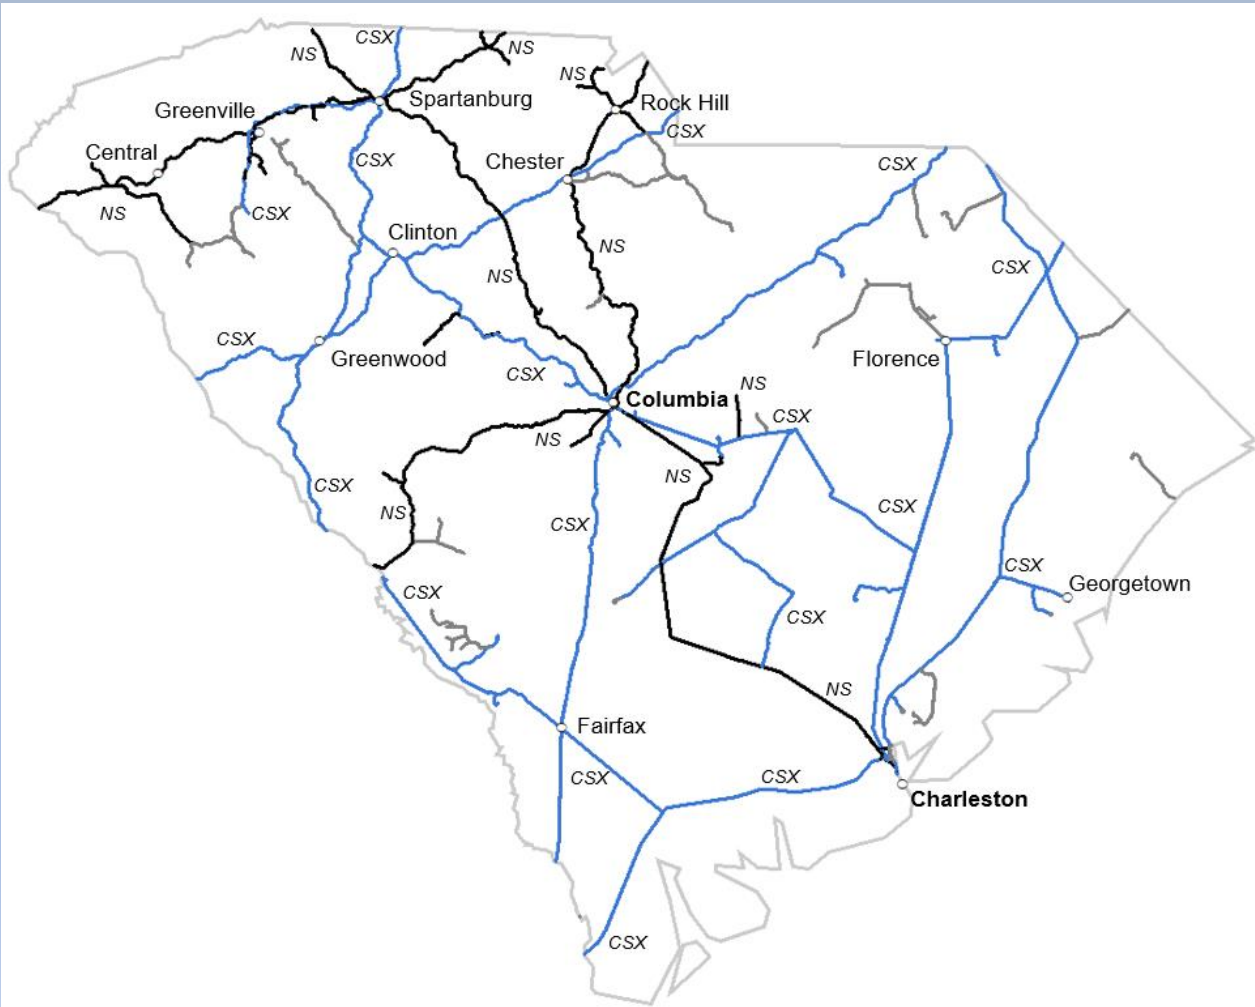 CSX
NS
NS
NS
Spartanburg
Rock Hill
Greenville
CSX
Central
CSX
Chester
CSX
NS
CSX
Clinton
NS
NS
CSX
CSX
Greenwood
CSX
Florence
NS
Columbia
CSX
NS
NS
CSX
NS
CSX
CSX
CSX
CSX
Georgetown
CSX
NS
Fairfax
CSX
CSX
Charleston
CSX